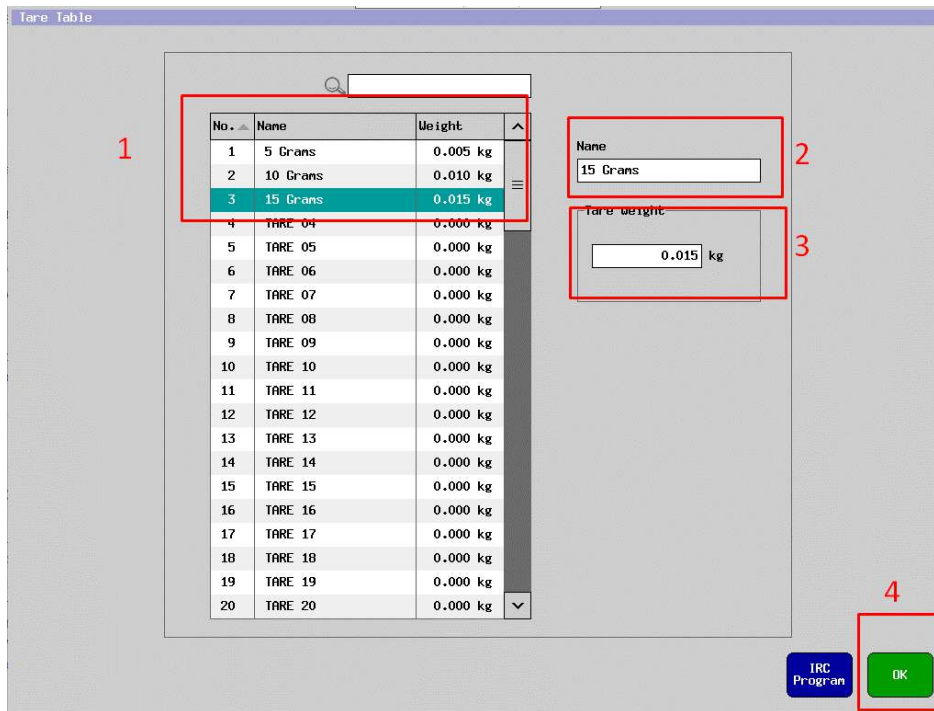 Tare Table
1
No. Name Weight
1 5 Grams 0.005 kg
2 10 Grams 0.010 kg
3 15 Grams 0.015 kg
4 TARE 04 0.000 kg
5 TARE 05 0.000 kg
6 TARE 06 0.000 kg
7 TARE 07 0.000 kg
8 TARE 08 0.000 kg
9 TARE 09 0.000 kg
10 TARE 10 0.000 kg
11 TARE 11 0.000 kg
12 TARE 12 0.000 kg
13 TARE 13 0.000 kg
14 TARE 14 0.000 kg
15 TARE 15 0.000 kg
16 TARE 16 0.000 kg
17 TARE 17 0.000 kg
18 TARE 18 0.000 kg
19 TARE 19 0.000 kg
20 TARE 20 0.000 kg
Name
15 Grams
2
Tare weight
0.015 kg
3
4
IRC
Program
OK